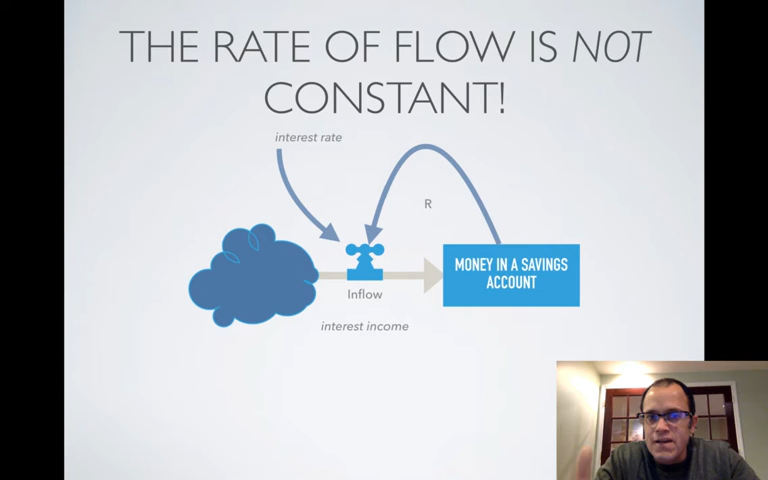 THE RATE OF FLOW IS NOT
CONSTANT!
interest rate
R
MONEY IN A SAVINGS
ACCOUNT
Inflow
interest income